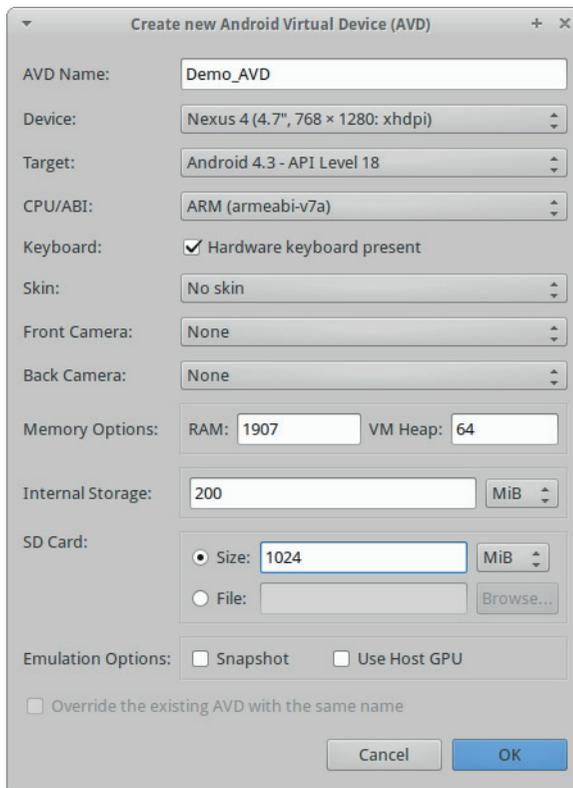 Create new Android Virtual Device (AVD)
AVD Name: Demo_AVD
Device: Nexus 4 (4.7", 768 × 1280: xhdpi)
Target: Android 4.3 - API Level 18
CPU/ABI: ARM (armeabi-v7a)
Keyboard: Hardware keyboard present
Skin: No skin
Front Camera: None
Back Camera: None
Memory Options: RAM: 1907 VM Heap: 64
Internal Storage: 200 MiB
SD Card:
Size: 1024 MiB
File: Browse...
Emulation Options: Snapshot Use Host GPU
Override the existing AVD with the same name
Cancel OK